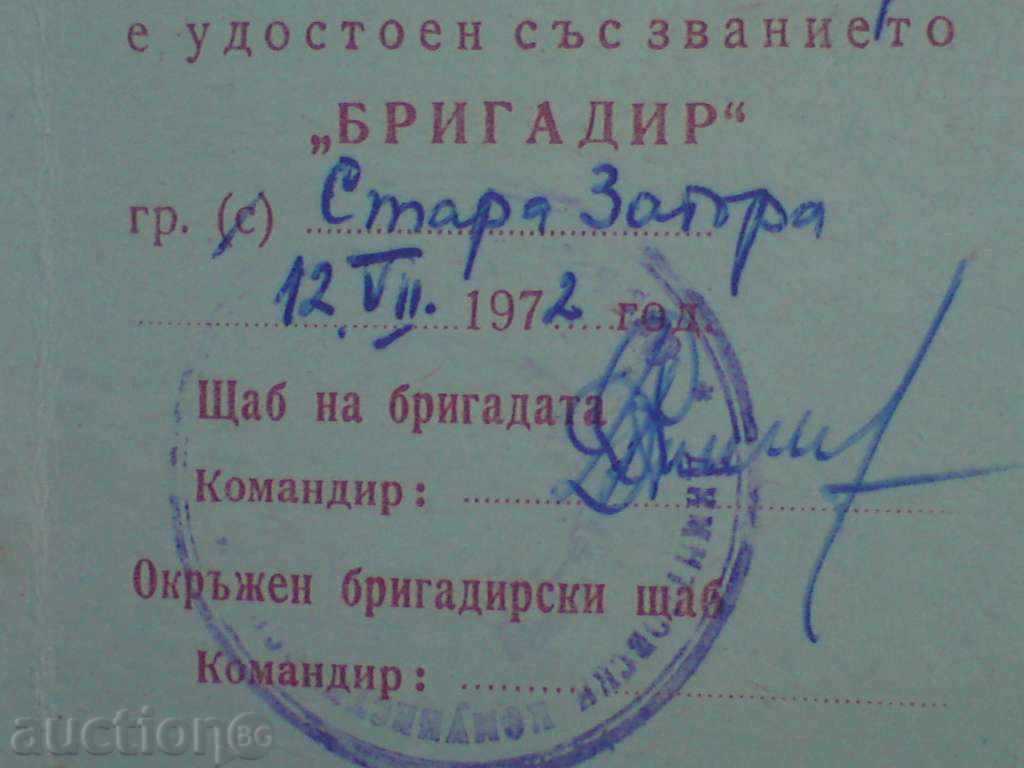 е удостоен със званието
„БРИГАДИР“
гр. (с) Стара Загора
12. VII. 1972 год.
Щаб на бригадата
Командир:
Окръжен бригадирски щаб
Командир:
auction BG